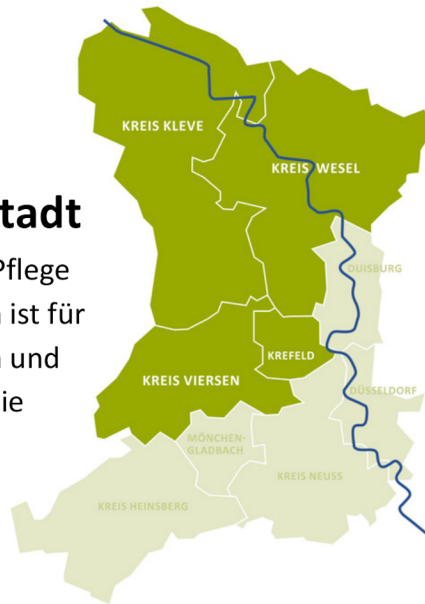 KREIS KLEVE
KREIS WESEL
tadt
Pflege
ist für
und
ie
DUISBURG
KREFELD
KREIS VIERSEN
DÜSSELDORF
MÖNCHEN-
GLADBACH
KREIS NEUSS
KREIS HEINSBERG